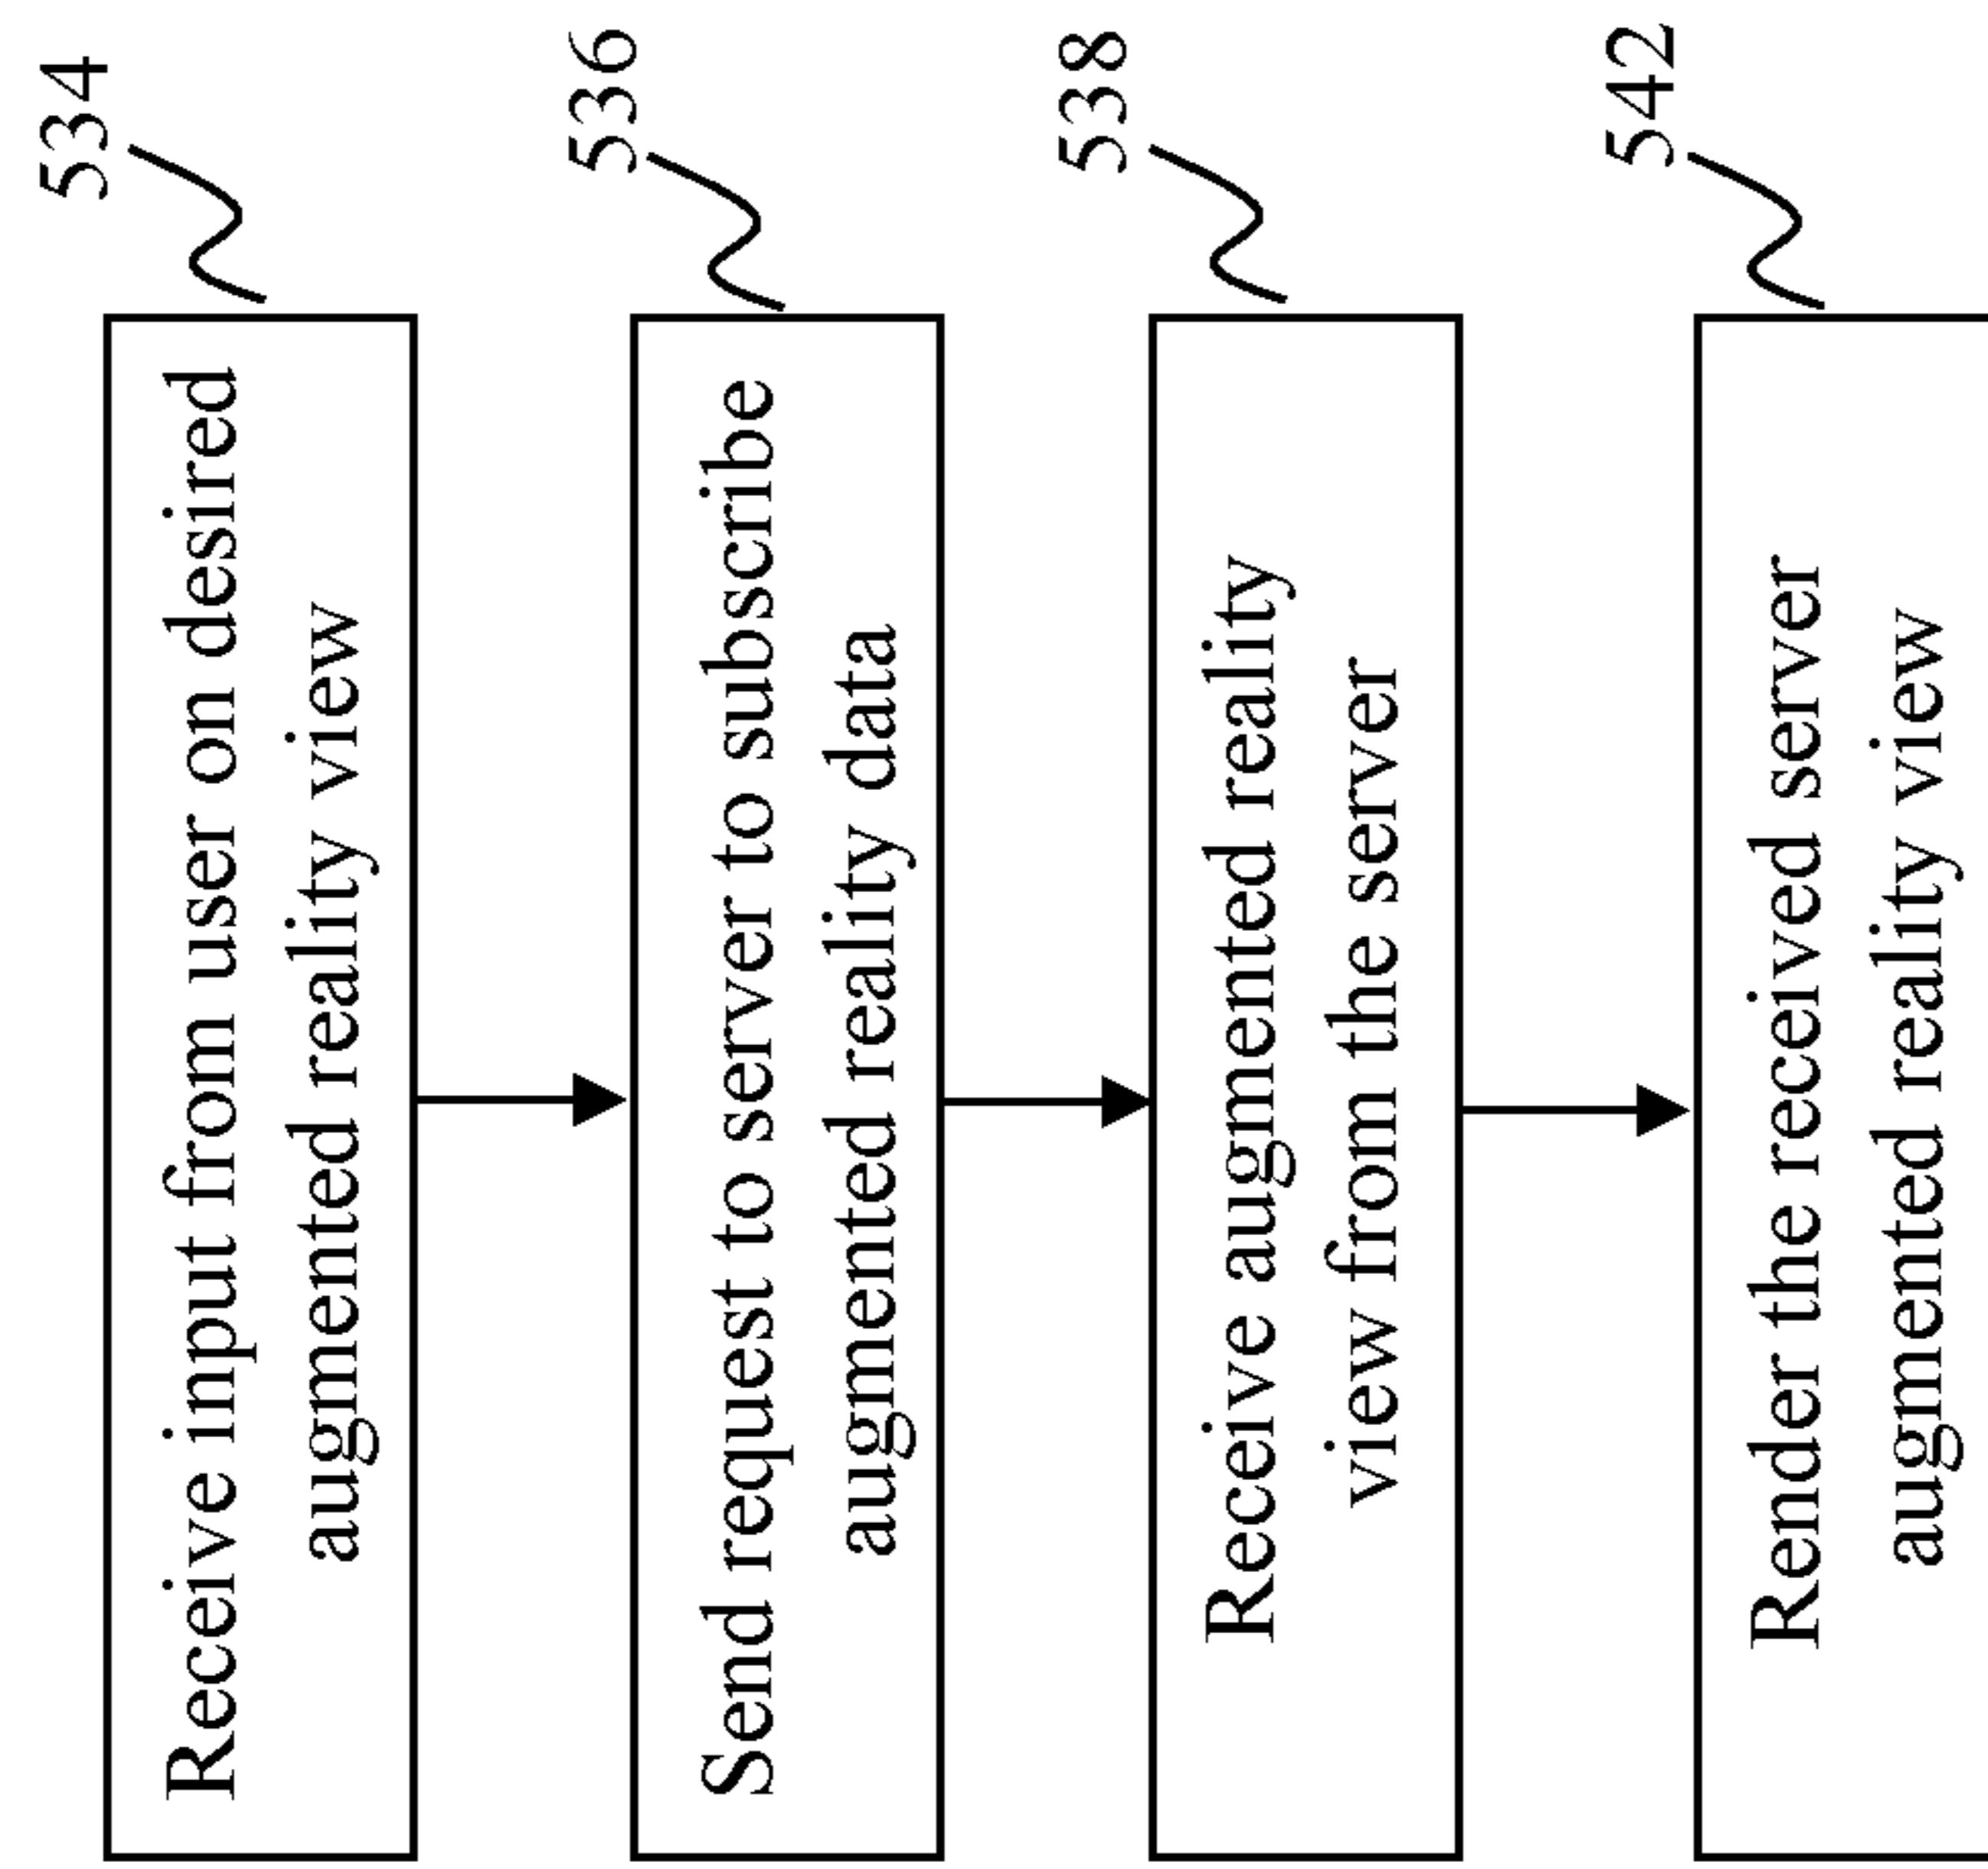 534
Receive input from user on desired
augmented reality view
536
Send request to server to subscribe
augmented reality data
538
Receive augmented reality
view from the server
542
Render the received server
augmented reality view